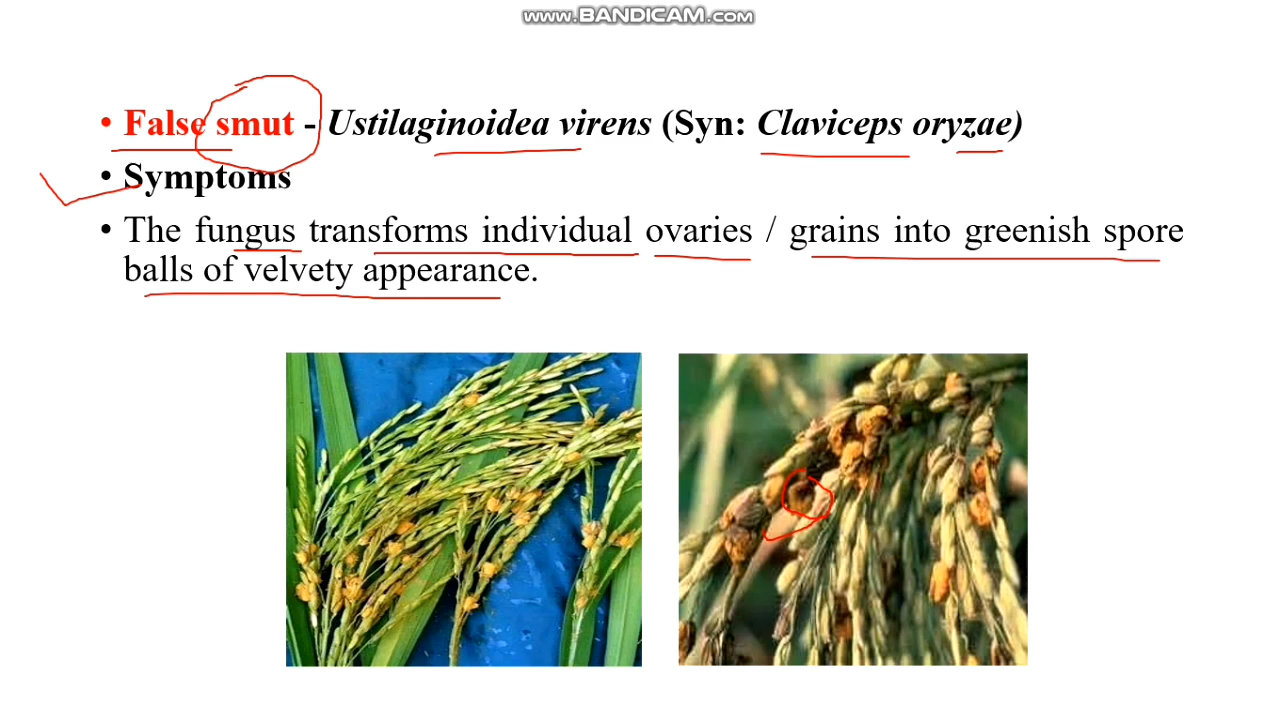 www.BANDICAM.com
• False smut - Ustilaginoidea virens (Syn: Claviceps oryzae)
• Symptoms
• The fungus transforms individual ovaries / grains into greenish spore
balls of velvety appearance.